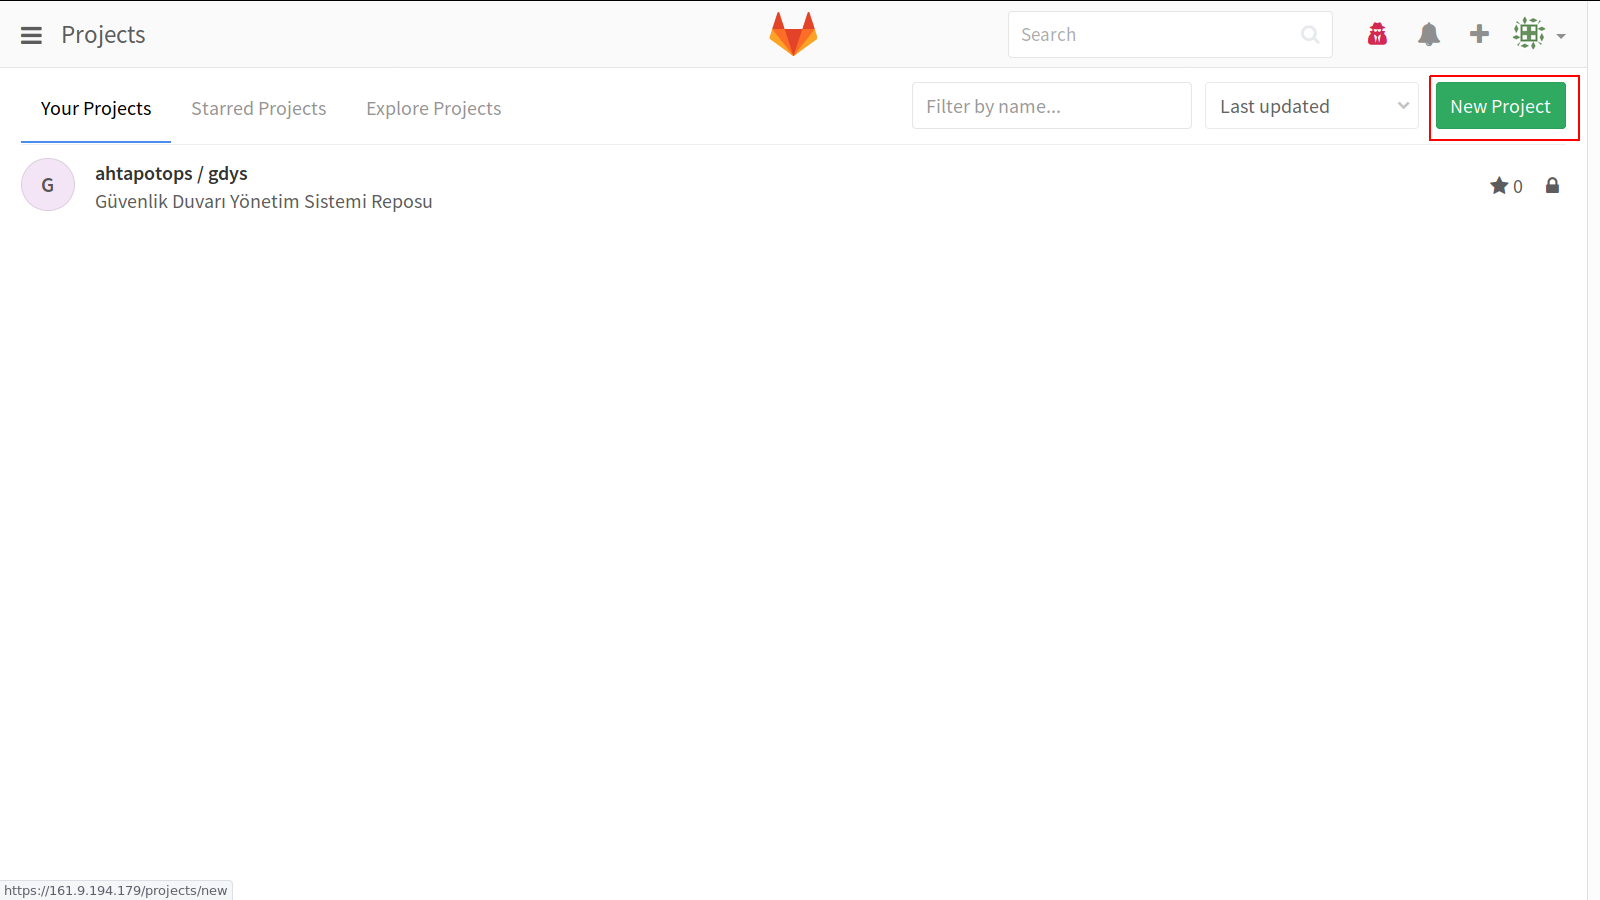 Projects
Search
Your Projects
Starred Projects
Explore Projects
Filter by name...
Last updated
New Project
G
ahtapotops / gdys
Güvenlik Duvarı Yönetim Sistemi Reposu
0
https://161.9.194.179/projects/new